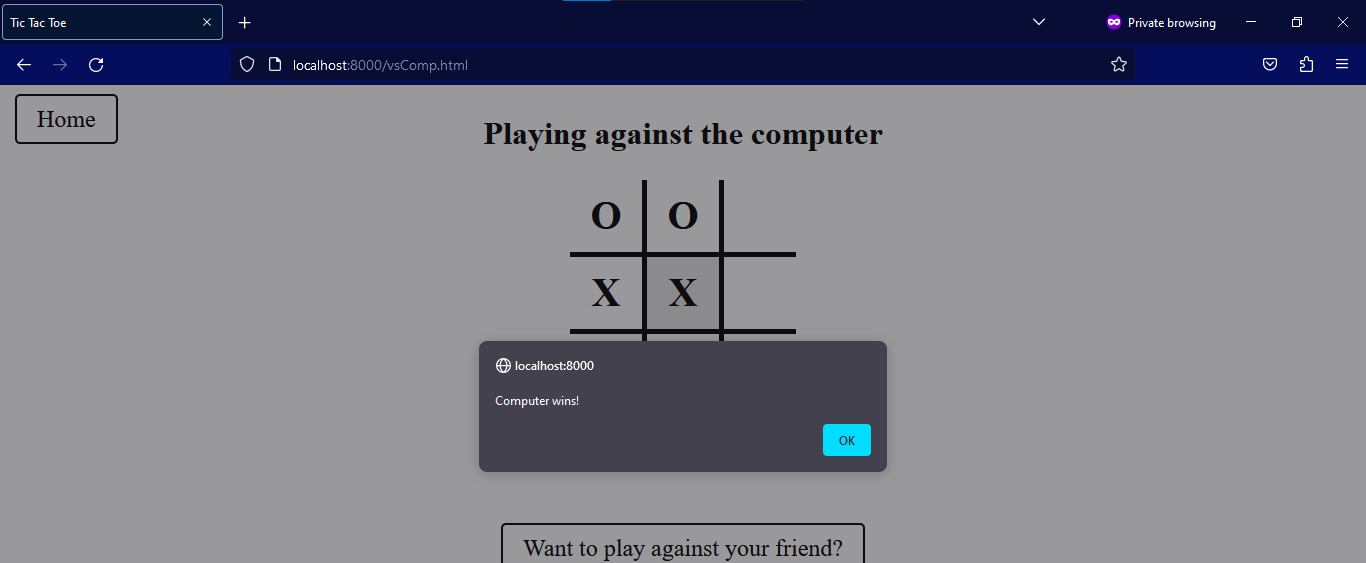 Tic Tac Toe
Private browsing
localhost:8000/vsComp.html
Home
Playing against the computer
O O
X X
localhost:8000
Computer wins!
OK
Want to play against your friend?